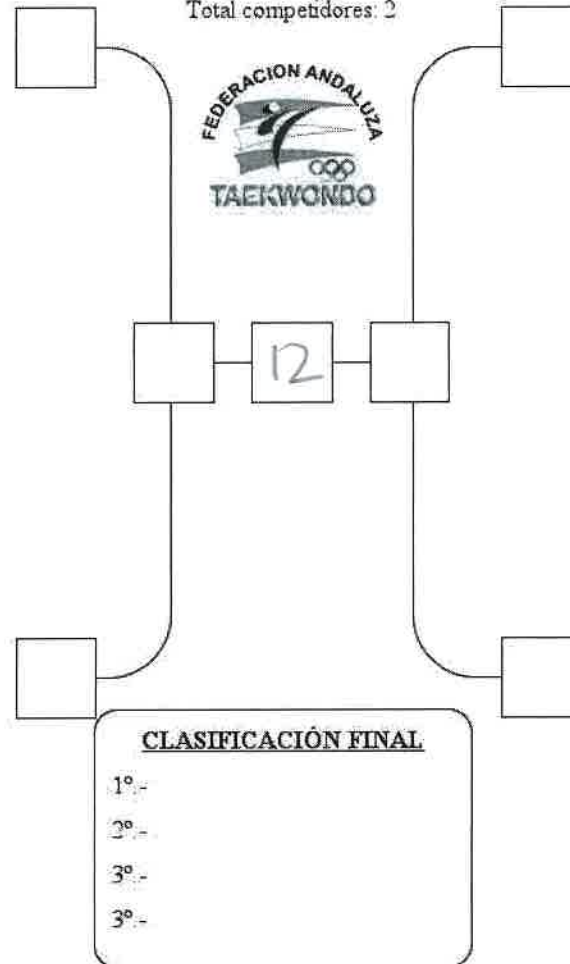 Total competidores: 2
FEDERACION ANDALUZA
TAEKWONDO
12
CLASIFICACIÓN FINAL
1º.-
2º.-
3º.-
3º.-